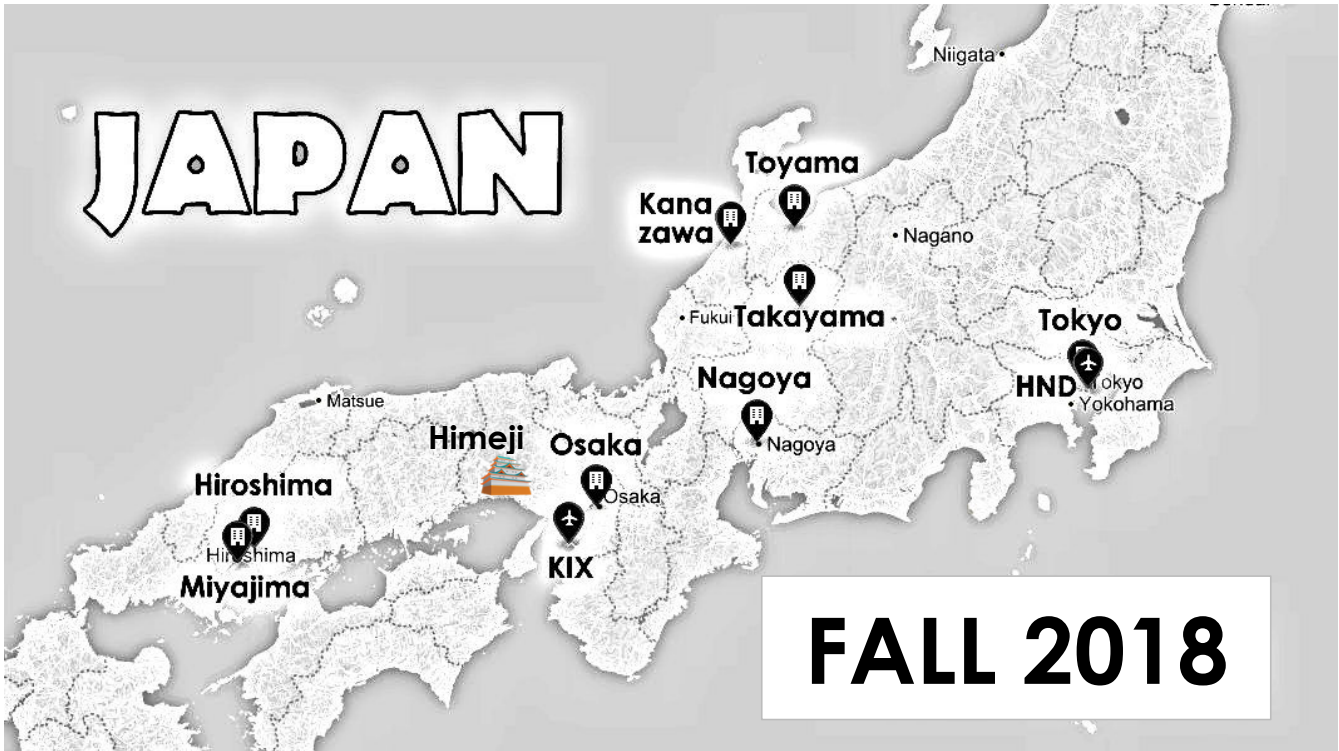 Niigata
JAPAN
Toyama
Kana
zawa
Nagano
Fukui
Takayama
Tokyo
HND
Tokyo
Yokohama
Nagoya
Nagoya
Matsue
Himeji
Osaka
Osaka
Hiroshima
Hiroshima
Miyajima
KIX
FALL 2018